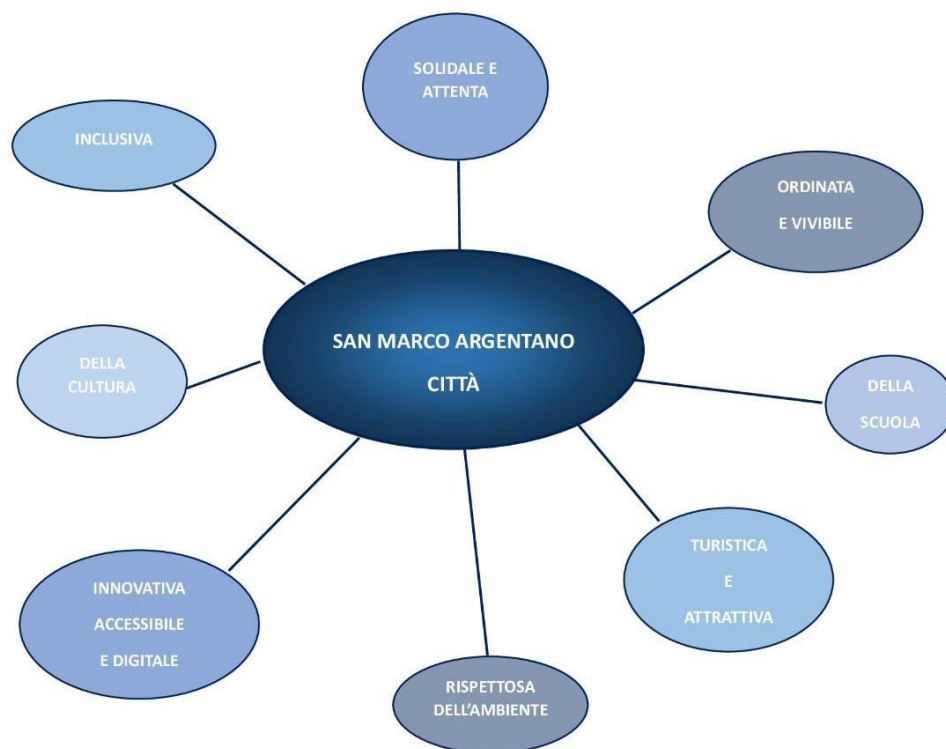 SOLIDALE E
ATTENTA
INCLUSIVA
ORDINATA
E VIVIBILE
SAN MARCO ARGENTANO
CITTÀ
DELLA
CULTURA
DELLA
SCUOLA
TURISTICA
E
ATTRATTIVA
INNOVATIVA
ACCESSIBILE
E DIGITALE
RISPETTOSA
DELL'AMBIENTE